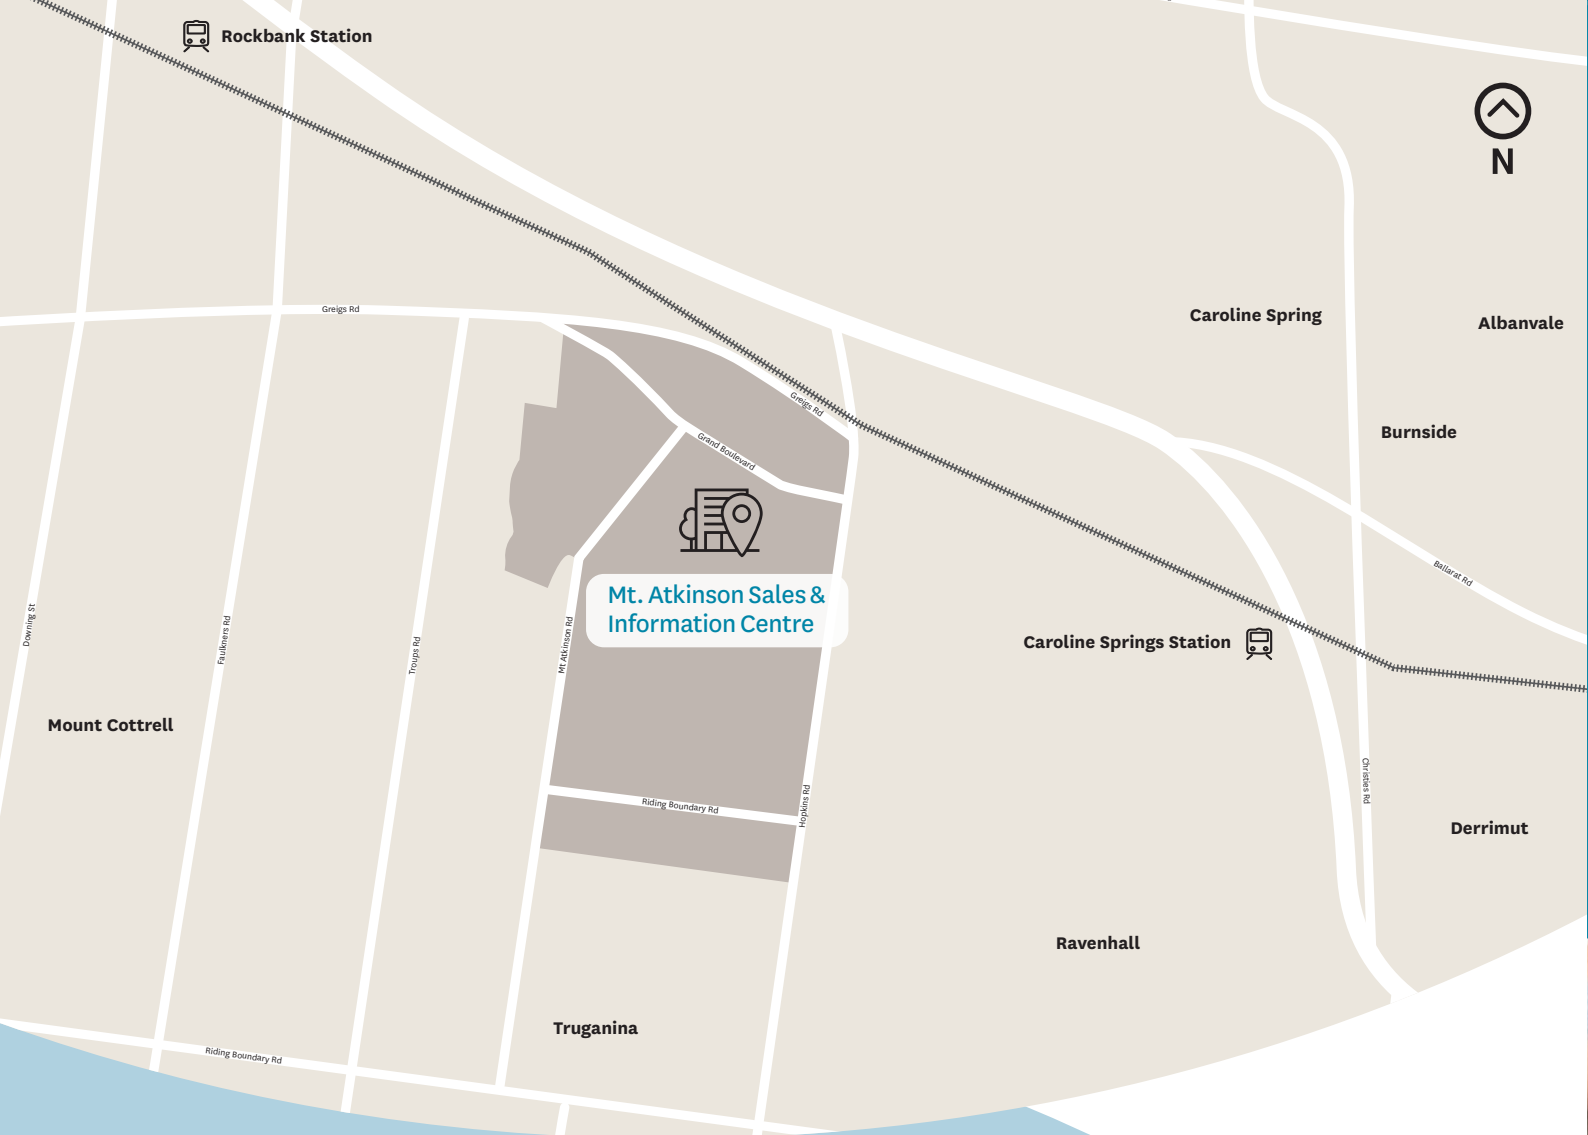 Rockbank Station
N
Greigs Rd
Caroline Spring
Albanvale
Greigs Rd
Burnside
Grand Boulevard
Ballarat Rd
Mt. Atkinson Sales &
Information Centre
Downing St
Faulkners Rd
Troups Rd
Mt Atkinson Rd
Caroline Springs Station
Mount Cottrell
Christies Rd
Riding Boundary Rd
Hopkins Rd
Derrimut
Ravenhall
Truganina
Riding Boundary Rd